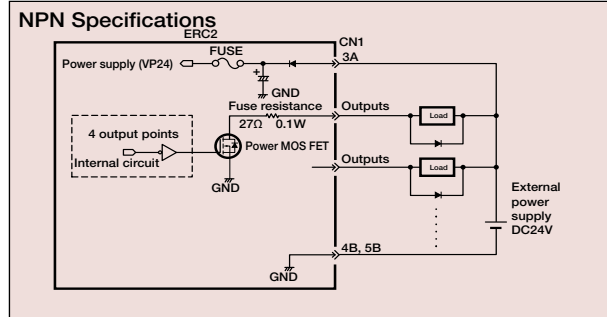 NPN Specifications
ERC2
CN1
FUSE
3A
Power supply (VP24)
+
GND
Fuse resistance
Outputs
Load
27Ω 0.1W
4 output points
Power MOS FET
Internal circuit
Outputs
Load
GND
External
power
supply
DC24V
4B, 5B
GND